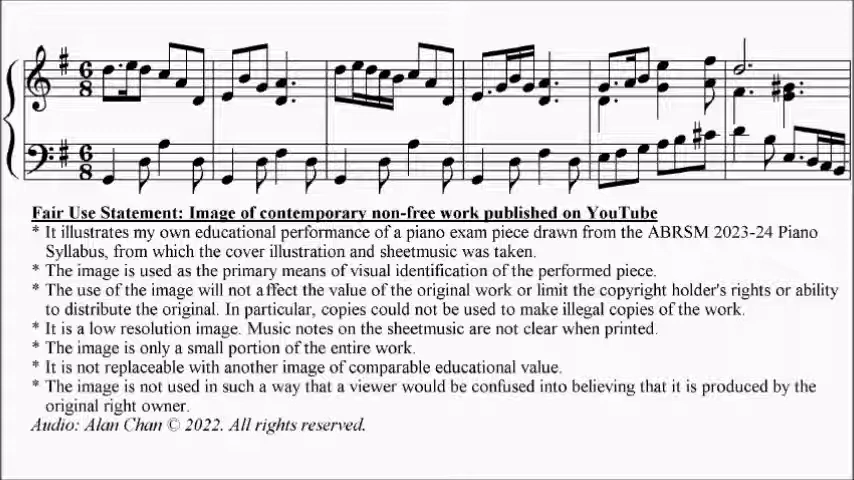 Fair Use Statement: Image of contemporary non-free work published on YouTube
* It illustrates my own educational performance of a piano exam piece drawn from the ABRSM 2023-24 Piano
Syllabus, from which the cover illustration and sheetmusic was taken.
* The image is used as the primary means of visual identification of the performed piece.
* The use of the image will not affect the value of the original work or limit the copyright holder's rights or ability
to distribute the original. In particular, copies could not be used to make illegal copies of the work.
* It is a low resolution image. Music notes on the sheetmusic are not clear when printed.
* The image is only a small portion of the entire work.
* It is not replaceable with another image of comparable educational value.
* The image is not used in such a way that a viewer would be confused into believing that it is produced by the
original right owner.
Audio: Alan Chan © 2022. All rights reserved.